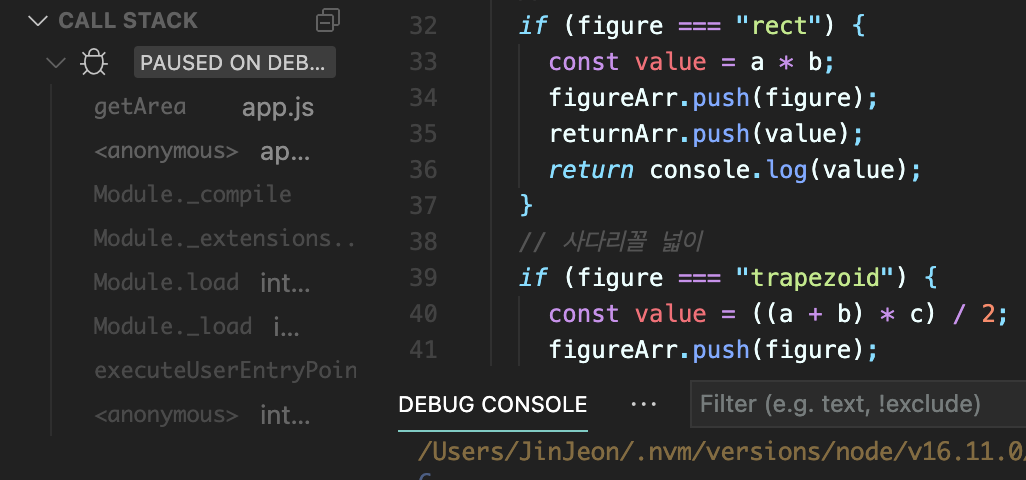 CALL STACK
PAUSED ON DEB...
getArea app.js
<anonymous> ap...
Module._compile
Module._extensions..
Module.load int...
Module._load i...
executeUserEntryPoin
<anonymous> int...
32 if (figure === "rect") {
33 const value = a * b;
34 figureArr.push(figure);
35 returnArr.push(value);
36 return console.log(value);
37 }
38 // 사다리꼴 넓이
39 if (figure === "trapezoid") {
40 const value = ((a + b) * c) / 2;
41 figureArr.push(figure);
DEBUG CONSOLE ...
Filter (e.g. text, !exclude)
/Users/JinJeon/.nvm/versions/node/v16.11.0/